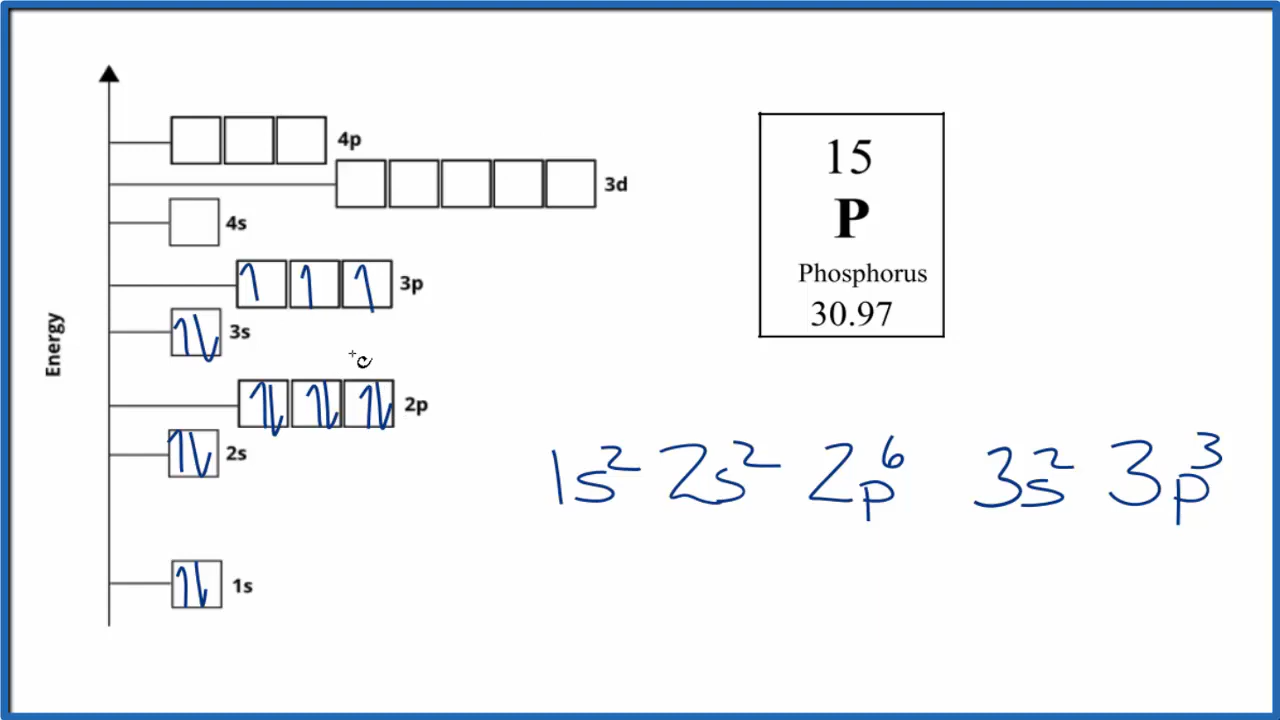 4p
3d
4s
3p
3s
2p
2s
1s
Energy
15
P
Phosphorus
30.97
1s² 2s² 2p⁶ 3s² 3p³